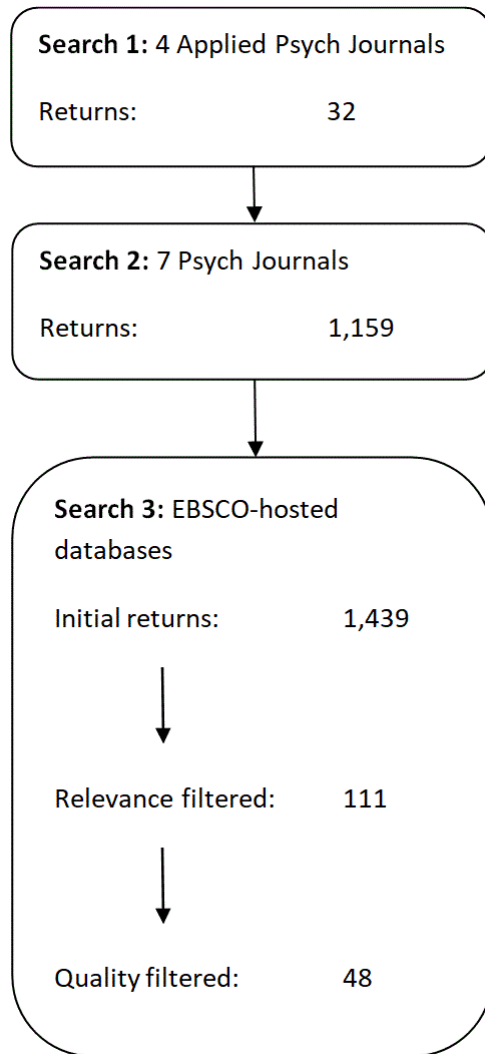 Search 1: 4 Applied Psych Journals
Returns: 32
Search 2: 7 Psych Journals
Returns: 1,159
Search 3: EBSCO-hosted
databases
Initial returns: 1,439
Relevance filtered: 111
Quality filtered: 48